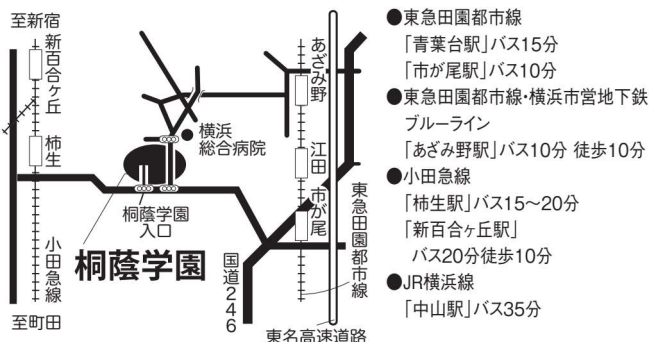 至新宿
新百合ヶ丘
柿生
小田急線
至町田
あざみ野
江田
市が尾
東急田園都市線
横浜
総合病院
桐蔭学園
入口
桐蔭学園
国道246
東名高速道路
●東急田園都市線
「青葉台駅」バス15分
「市が尾駅」バス10分
●東急田園都市線・横浜市営地下鉄
ブルーライン
「あざみ野駅」バス10分 徒歩10分
●小田急線
「柿生駅」バス15〜20分
「新百合ヶ丘駅」
バス20分徒歩10分
●JR横浜線
「中山駅」バス35分